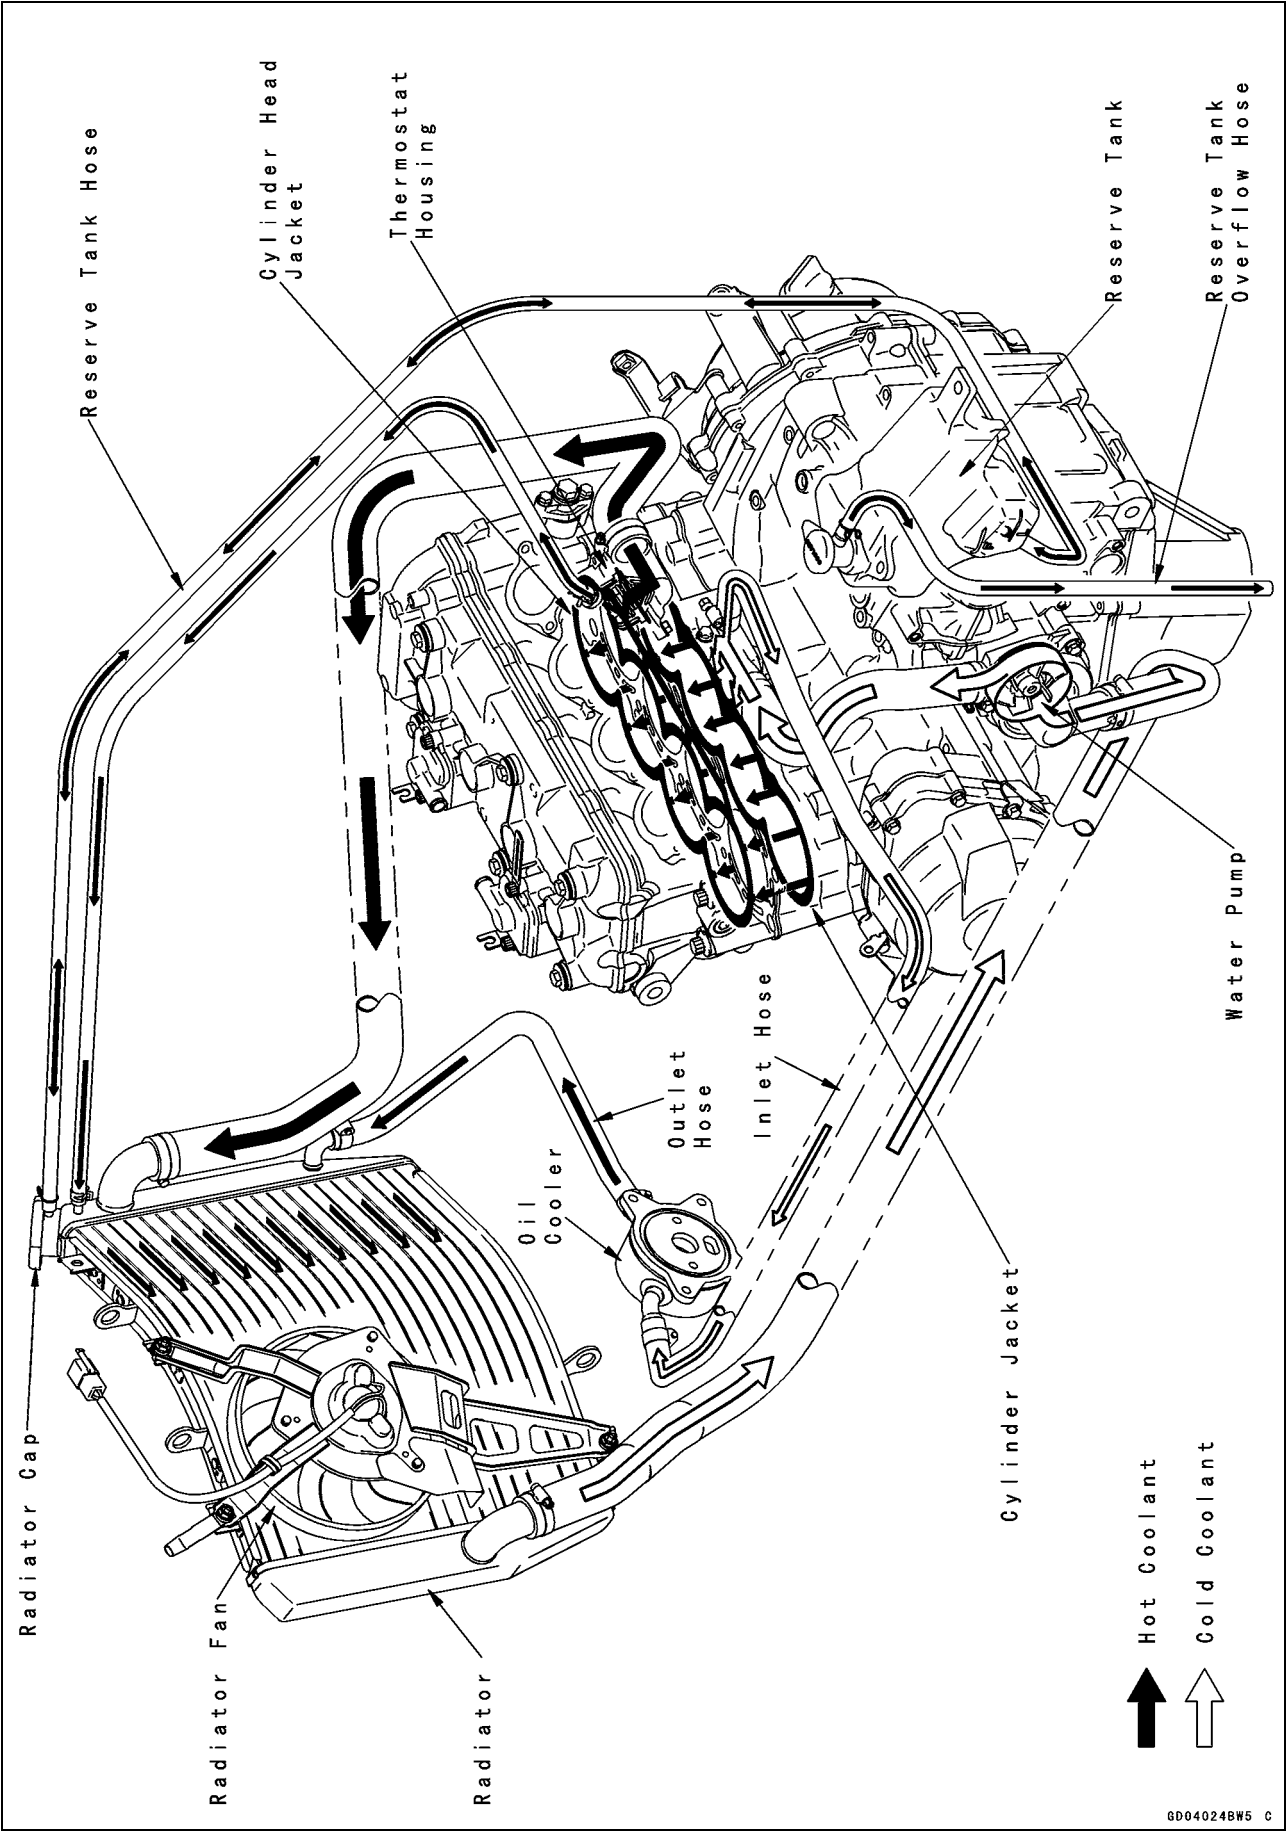 Reserve Tank Hose
Cylinder Head
Jacket
Thermostat
Housing
Reserve Tank
Reserve Tank
Overflow Hose
Radiator Cap
Radiator Fan
Radiator
Oil
Cooler
Outlet
Hose
Inlet Hose
Cylinder Jacket
Water Pump
Hot Coolant
Cold Coolant
GD04024BW5 C